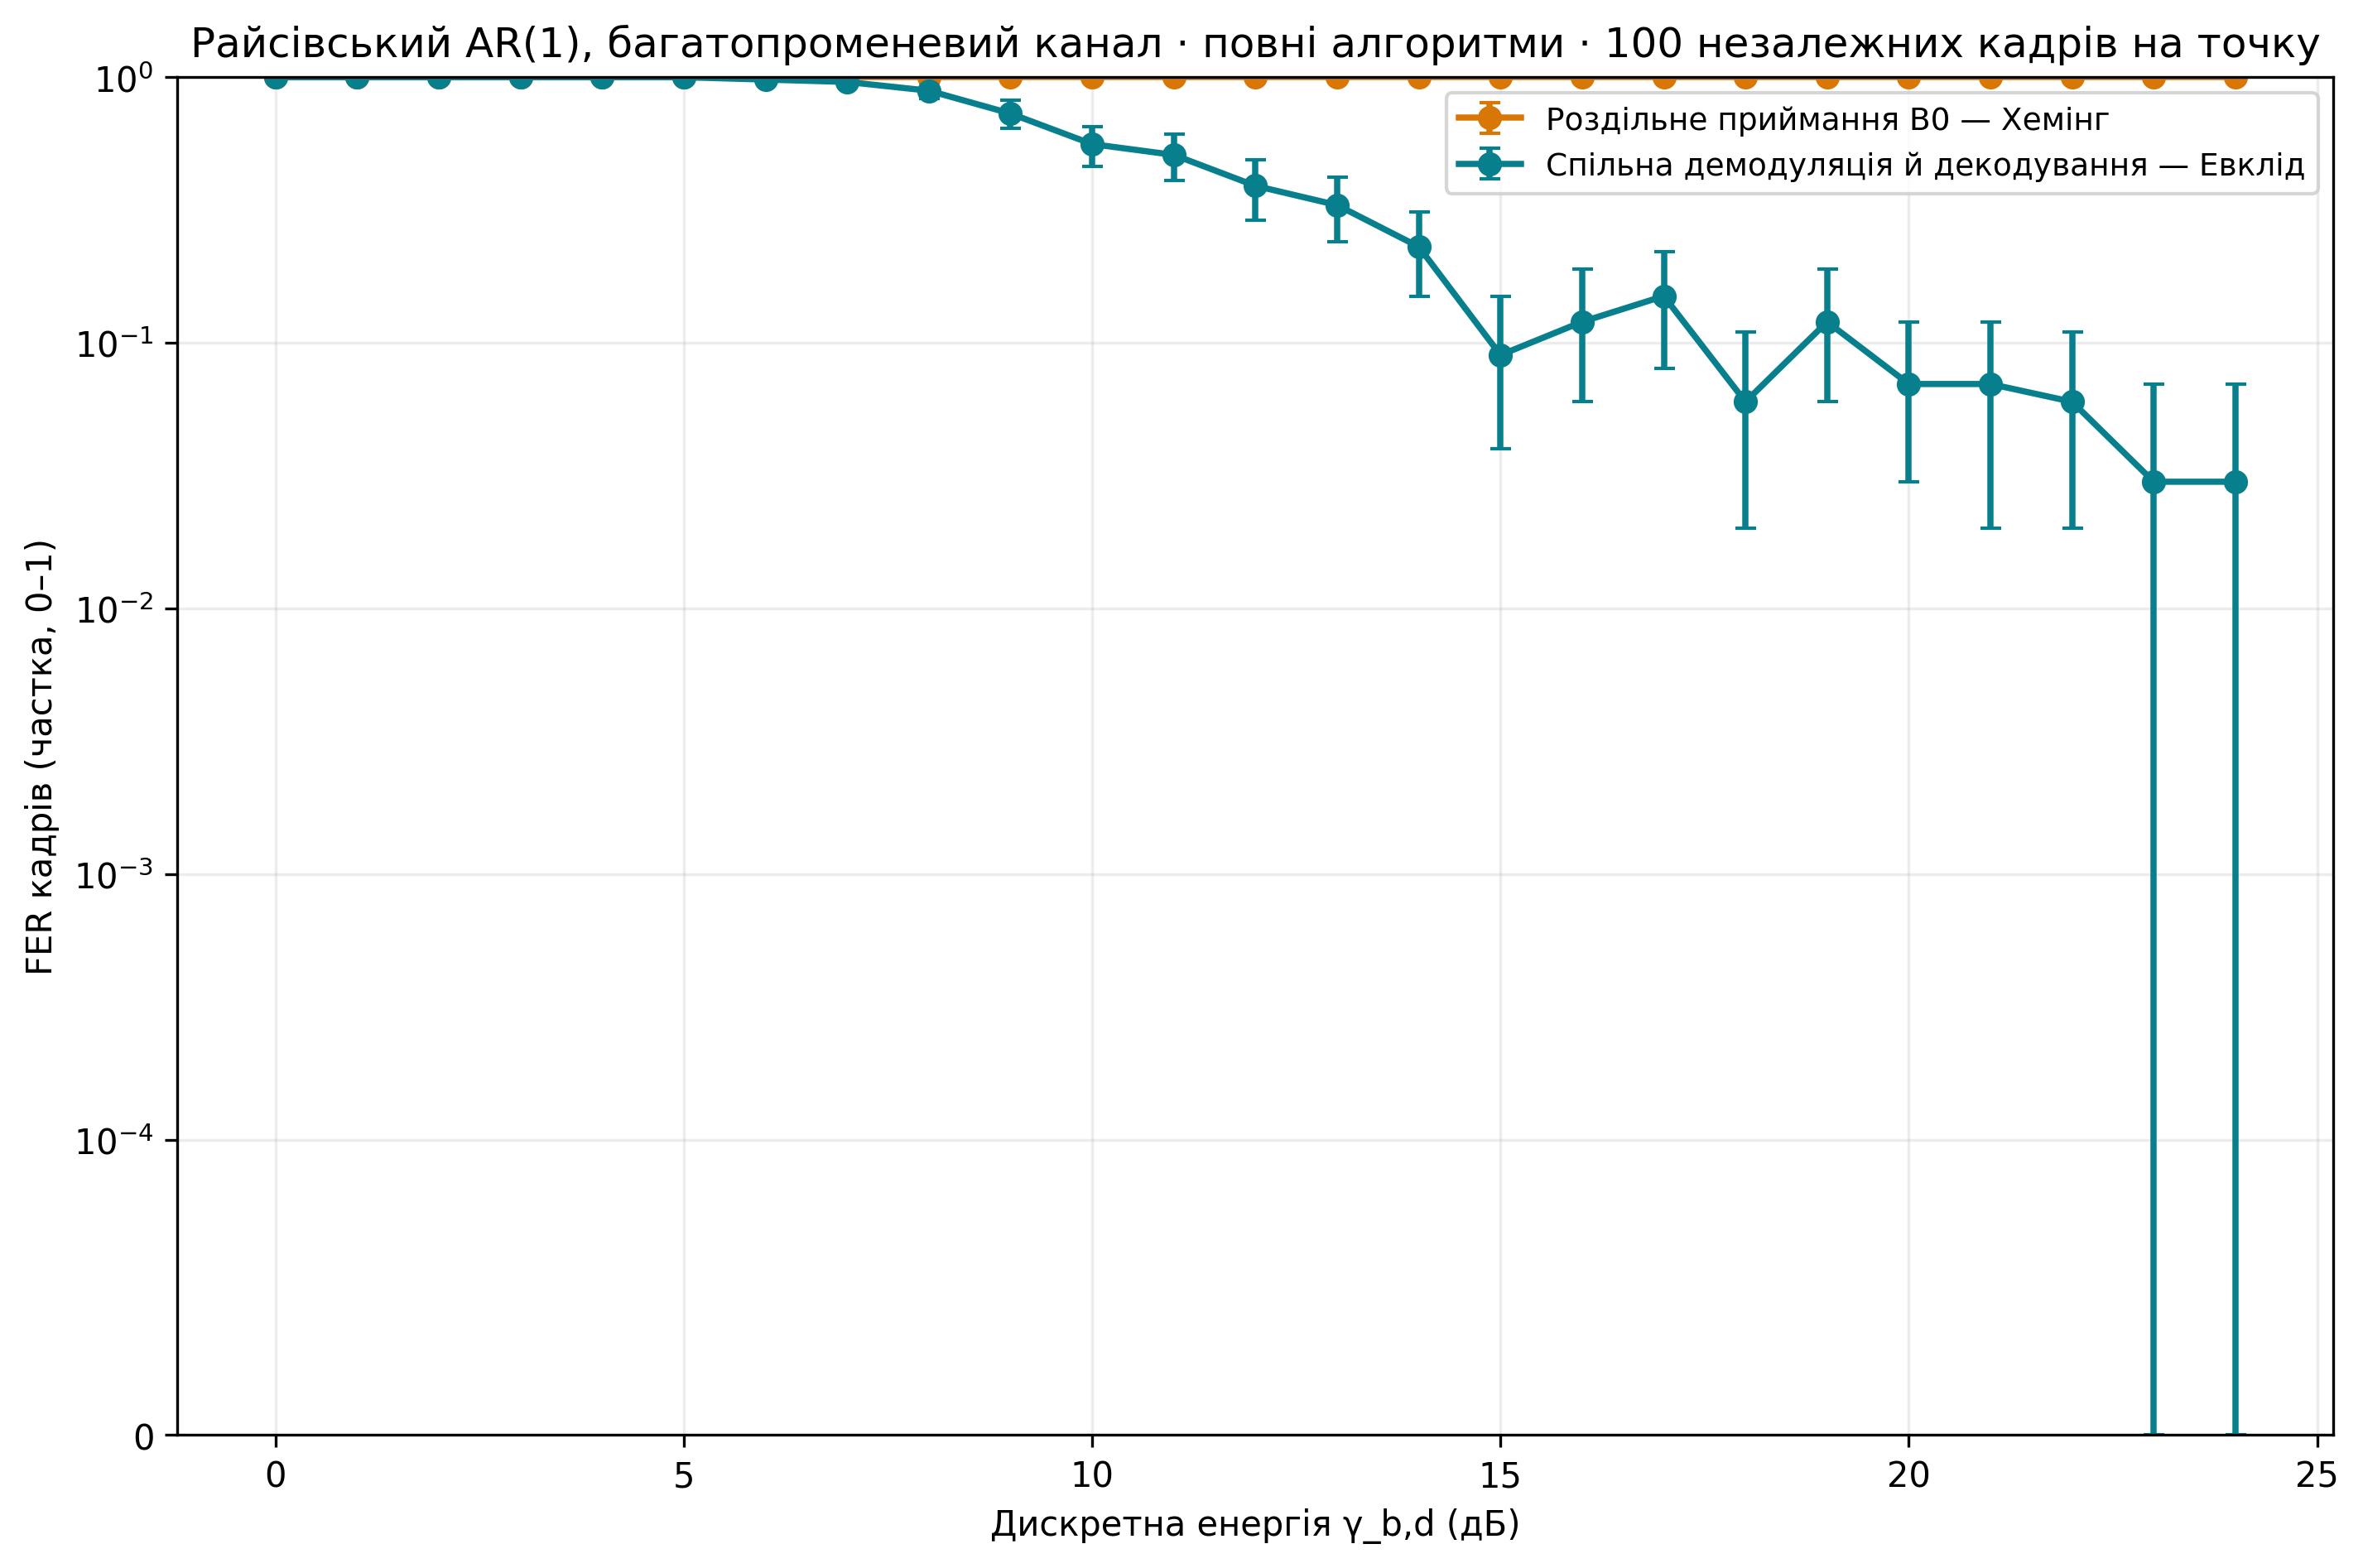 Райсівський AR(1), багатопроменевий канал · повні алгоритми · 100 незалежних кадрів на точку
10⁰
10⁻¹
10⁻²
10⁻³
10⁻⁴
0
FER кадрів (частка, 0–1)
Роздільне приймання B0 — Хемінг
Спільна демодуляція й декодування — Евклід
0 5 10 15 20 25
Дискретна енергія γ_b,d (дБ)